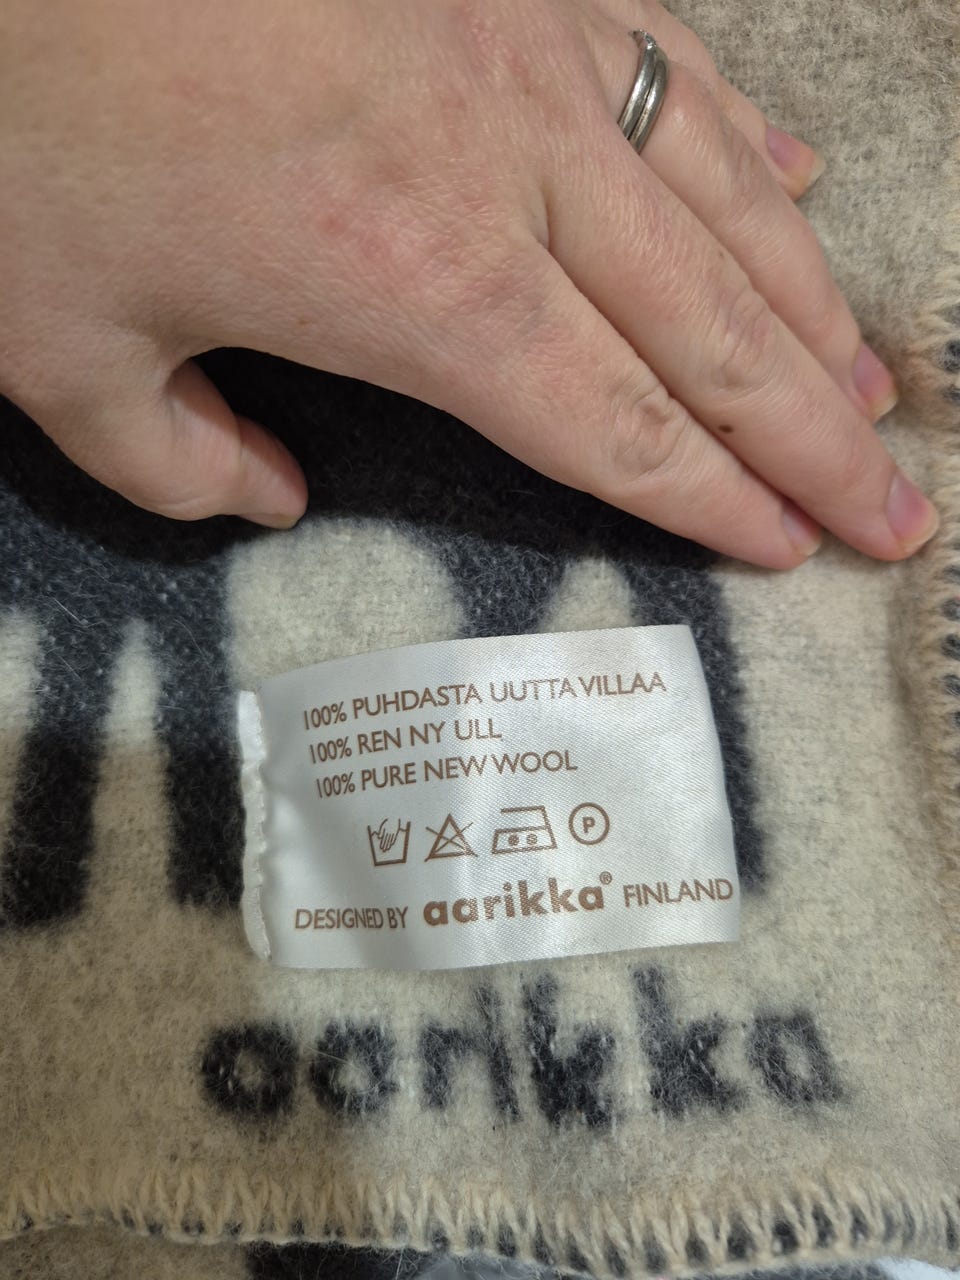 100% PUHDASTA UUTTA VILLAA
100% REN NY ULL
100% PURE NEW WOOL
P
DESIGNED BY aarikka® FINLAND
aarikka